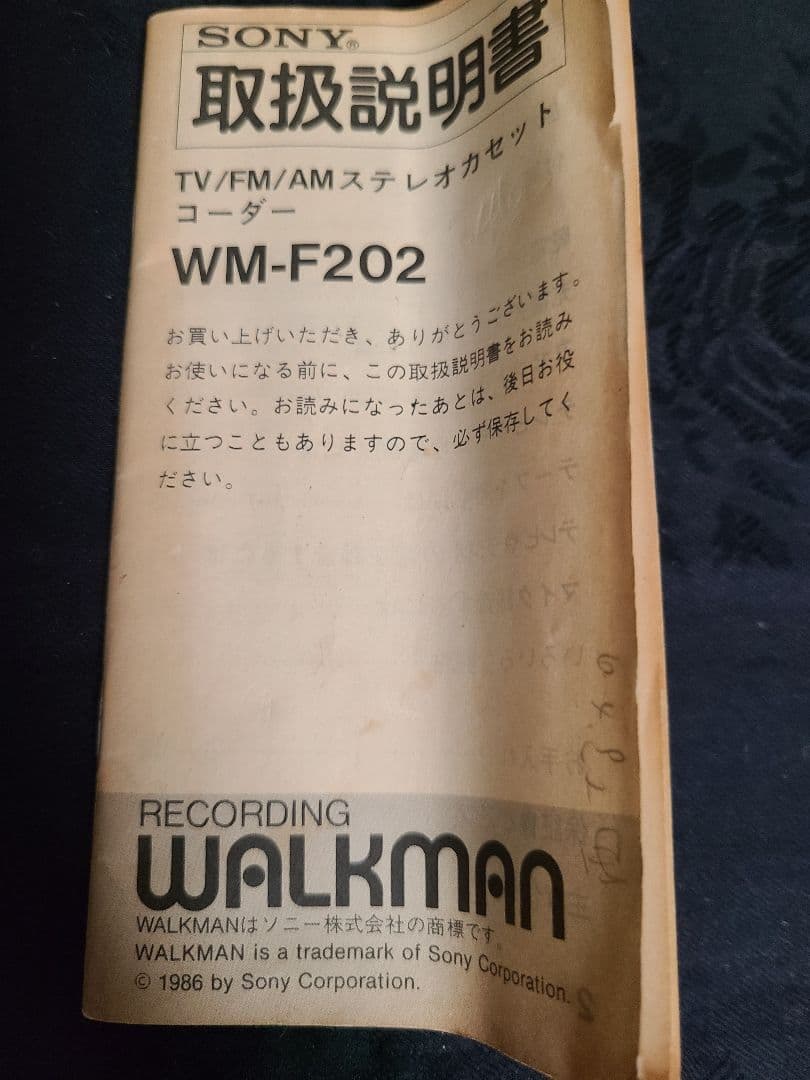 SONY®
取扱説明書
TV/FM/AMステレオカセット
コーダー
WM-F202
お買い上げいただき、ありがとうございます。
お使いになる前に、この取扱説明書をお読み
ください。お読みになったあとは、後日お役
に立つこともありますので、必ず保存してく
ださい。
RECORDING
WALKMAN
WALKMANはソニー株式会社の商標です。
WALKMAN is a trademark of Sony Corporation.
© 1986 by Sony Corporation.